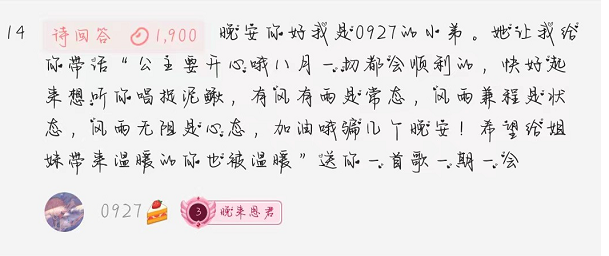 14 请回答 1,900 晚安你好我是0927的小弟。她让我给
你带话“公主要开心哦八月一切都会顺利的，快好起
来想听你唱捉泥鳅，有风有雨是常态，风雨兼程是状
态，风雨无阻是心态，加油哦骗几个晚安！希望给姐
妹带来温暖的你也被温暖”送你一首歌一期一会
0927🍰 3 晚来恩君